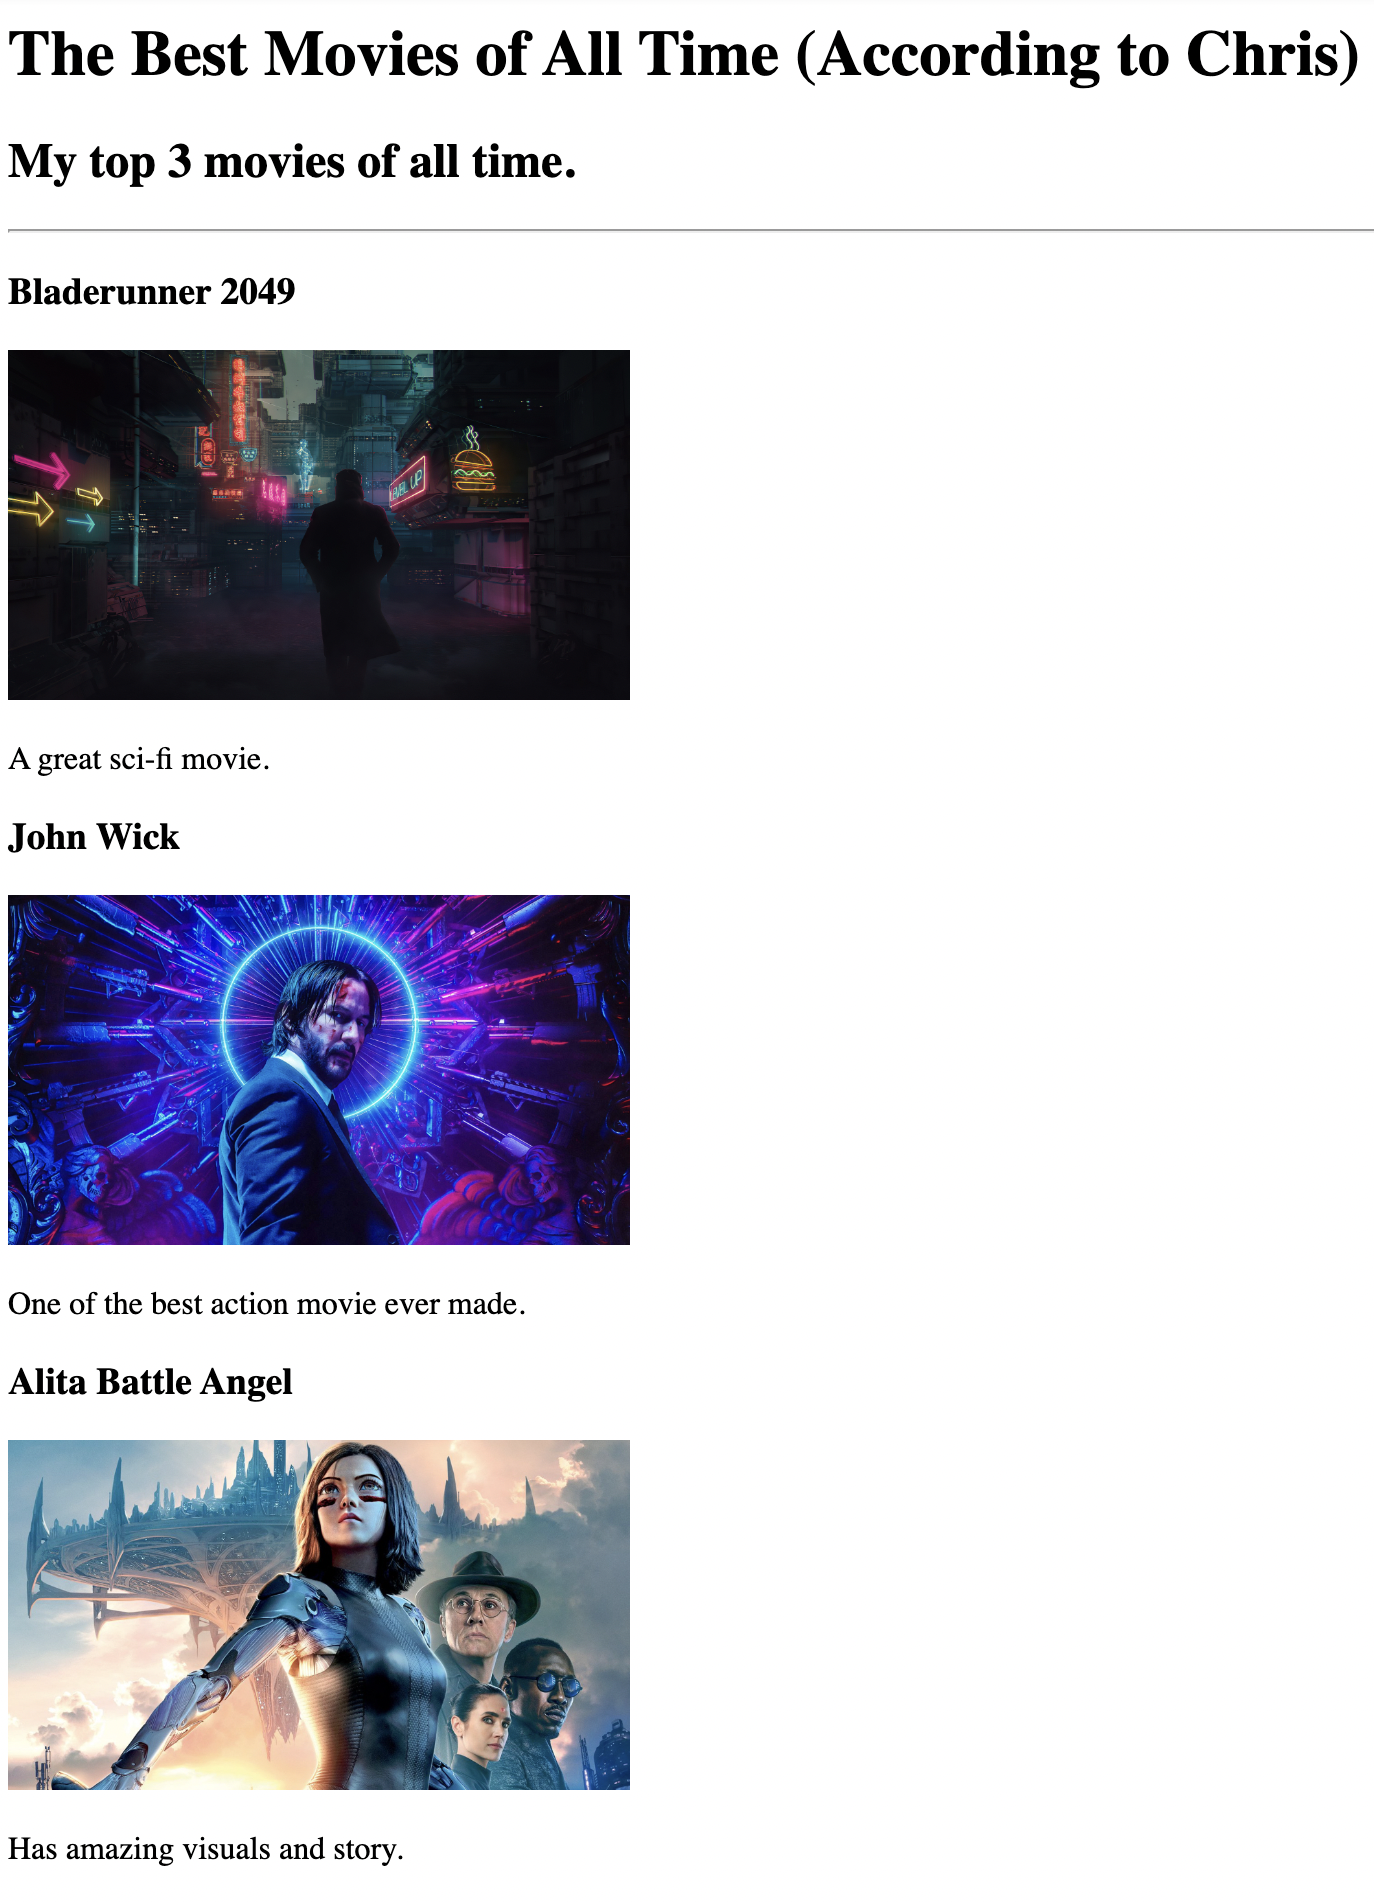 The Best Movies of All Time (According to Chris)
My top 3 movies of all time.
Bladerunner 2049
UP
A great sci-fi movie.
John Wick
One of the best action movie ever made.
Alita Battle Angel
Has amazing visuals and story.